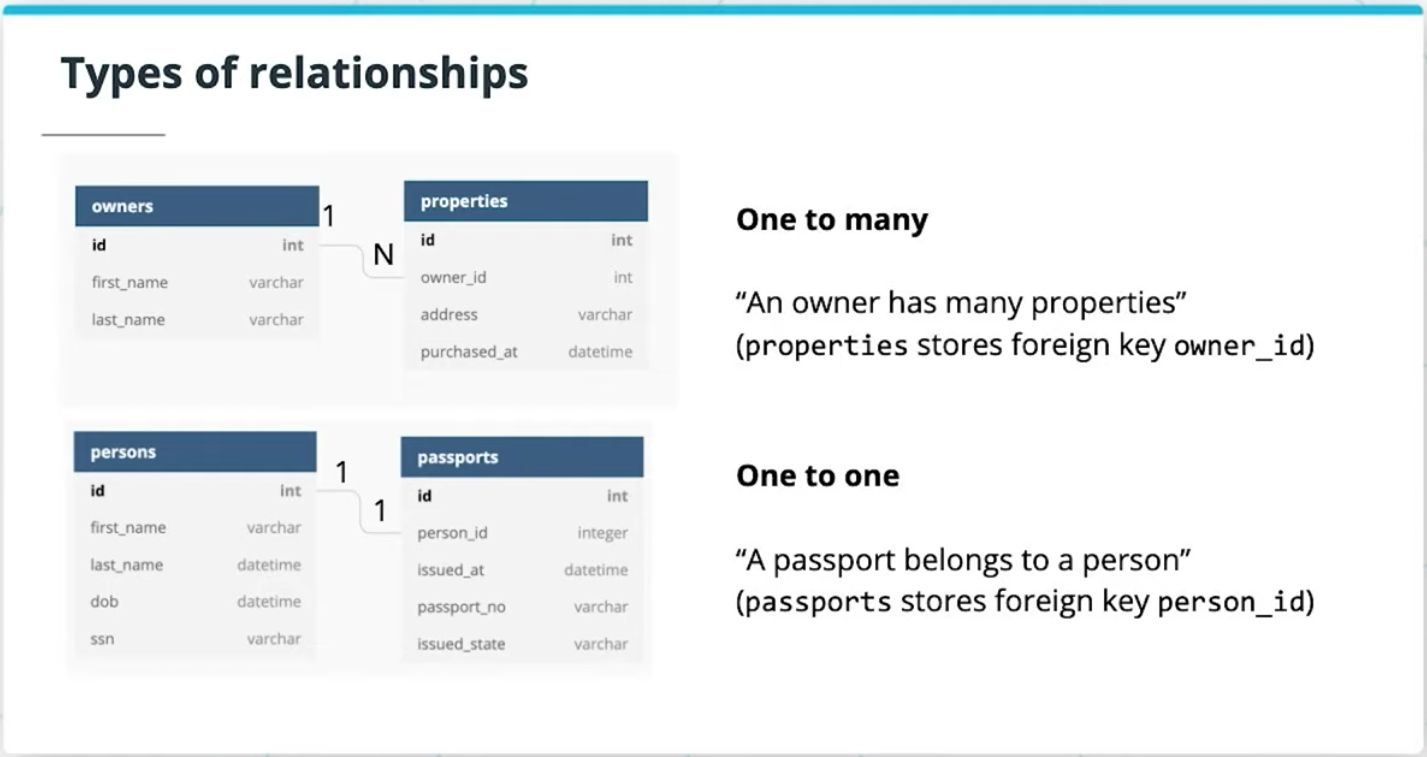 Types of relationships
owners
1
id int
first_name varchar
last_name varchar
N
properties
id int
owner_id int
address varchar
purchased_at datetime
One to many
“An owner has many properties”
(properties stores foreign key owner_id)
persons
1
id int
first_name varchar
last_name datetime
dob datetime
ssn varchar
1
passports
id int
person_id integer
issued_at datetime
passport_no varchar
issued_state varchar
One to one
“A passport belongs to a person”
(passports stores foreign key person_id)